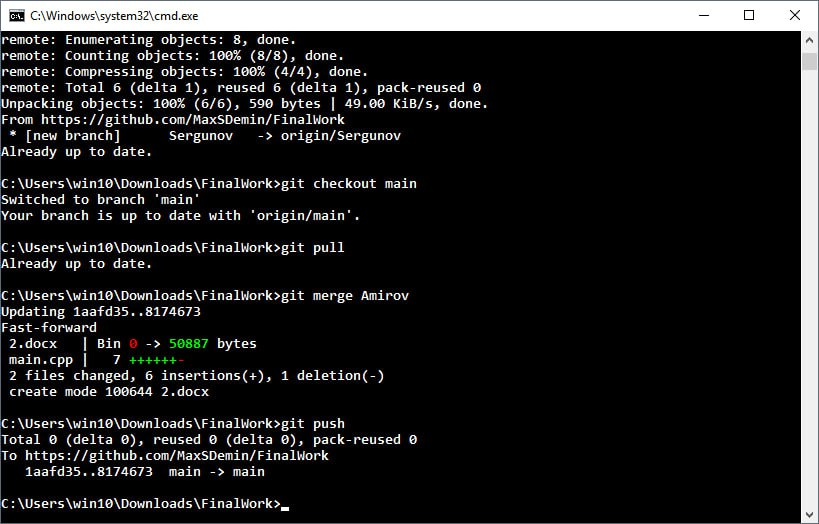 C:\Windows\system32\cmd.exe
remote: Enumerating objects: 8, done.
remote: Counting objects: 100% (8/8), done.
remote: Compressing objects: 100% (4/4), done.
remote: Total 6 (delta 1), reused 6 (delta 1), pack-reused 0
Unpacking objects: 100% (6/6), 590 bytes | 49.00 KiB/s, done.
From https://github.com/MaxSDemin/FinalWork
 * [new branch]      Sergunov   -> origin/Sergunov
Already up to date.
C:\Users\win10\Downloads\FinalWork>git checkout main
Switched to branch 'main'
Your branch is up to date with 'origin/main'.
C:\Users\win10\Downloads\FinalWork>git pull
Already up to date.
C:\Users\win10\Downloads\FinalWork>git merge Amirov
Updating 1aafd35..8174673
Fast-forward
 2.docx   | Bin 0 -> 50887 bytes
 main.cpp |   7 ++++++-
 2 files changed, 6 insertions(+), 1 deletion(-)
 create mode 100644 2.docx
C:\Users\win10\Downloads\FinalWork>git push
Total 0 (delta 0), reused 0 (delta 0), pack-reused 0
To https://github.com/MaxSDemin/FinalWork
   1aafd35..8174673  main -> main
C:\Users\win10\Downloads\FinalWork>